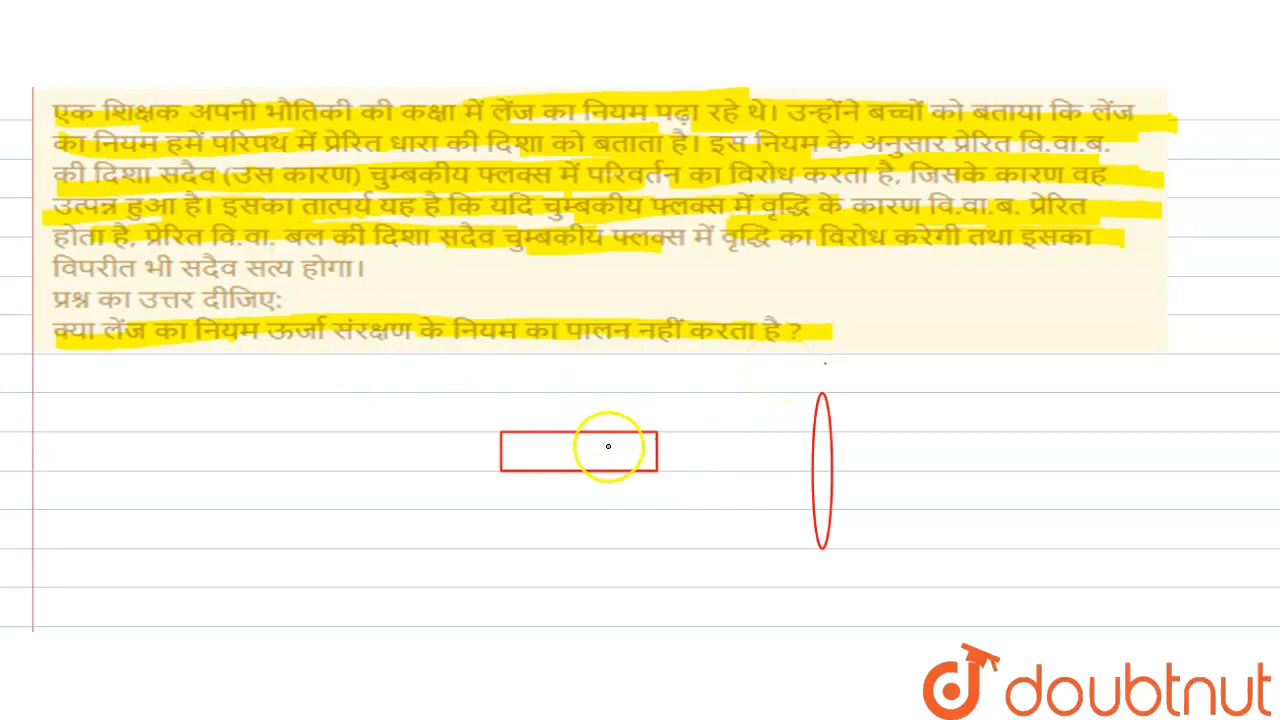 एक शिक्षक अपनी भौतिकी की कक्षा में लेंज का नियम पढ़ा रहे थे। उन्होंने बच्चों को बताया कि लेंज
का नियम हमें परिपथ में प्रेरित धारा की दिशा को बताता है। इस नियम के अनुसार प्रेरित वि.वा.ब.
की दिशा सदैव (उस कारण) चुम्बकीय फ्लक्स में परिवर्तन का विरोध करता है, जिसके कारण वह
उत्पन्न हुआ है। इसका तात्पर्य यह है कि यदि चुम्बकीय फ्लक्स में वृद्धि के कारण वि.वा.ब. प्रेरित
होता है, प्रेरित वि.वा. बल की दिशा सदैव चुम्बकीय फ्लक्स में वृद्धि का विरोध करेगी तथा इसका
विपरीत भी सदैव सत्य होगा।
प्रश्न का उत्तर दीजिए:
क्या लेंज का नियम ऊर्जा संरक्षण के नियम का पालन नहीं करता है ?
doubtnut